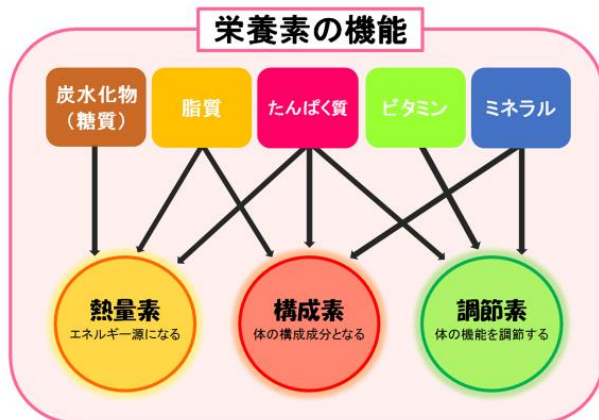 栄養素の機能
炭水化物
（糖質）
脂質
たんぱく質
ビタミン
ミネラル
熱量素
エネルギー源になる
構成素
体の構成成分となる
調節素
体の機能を調節する